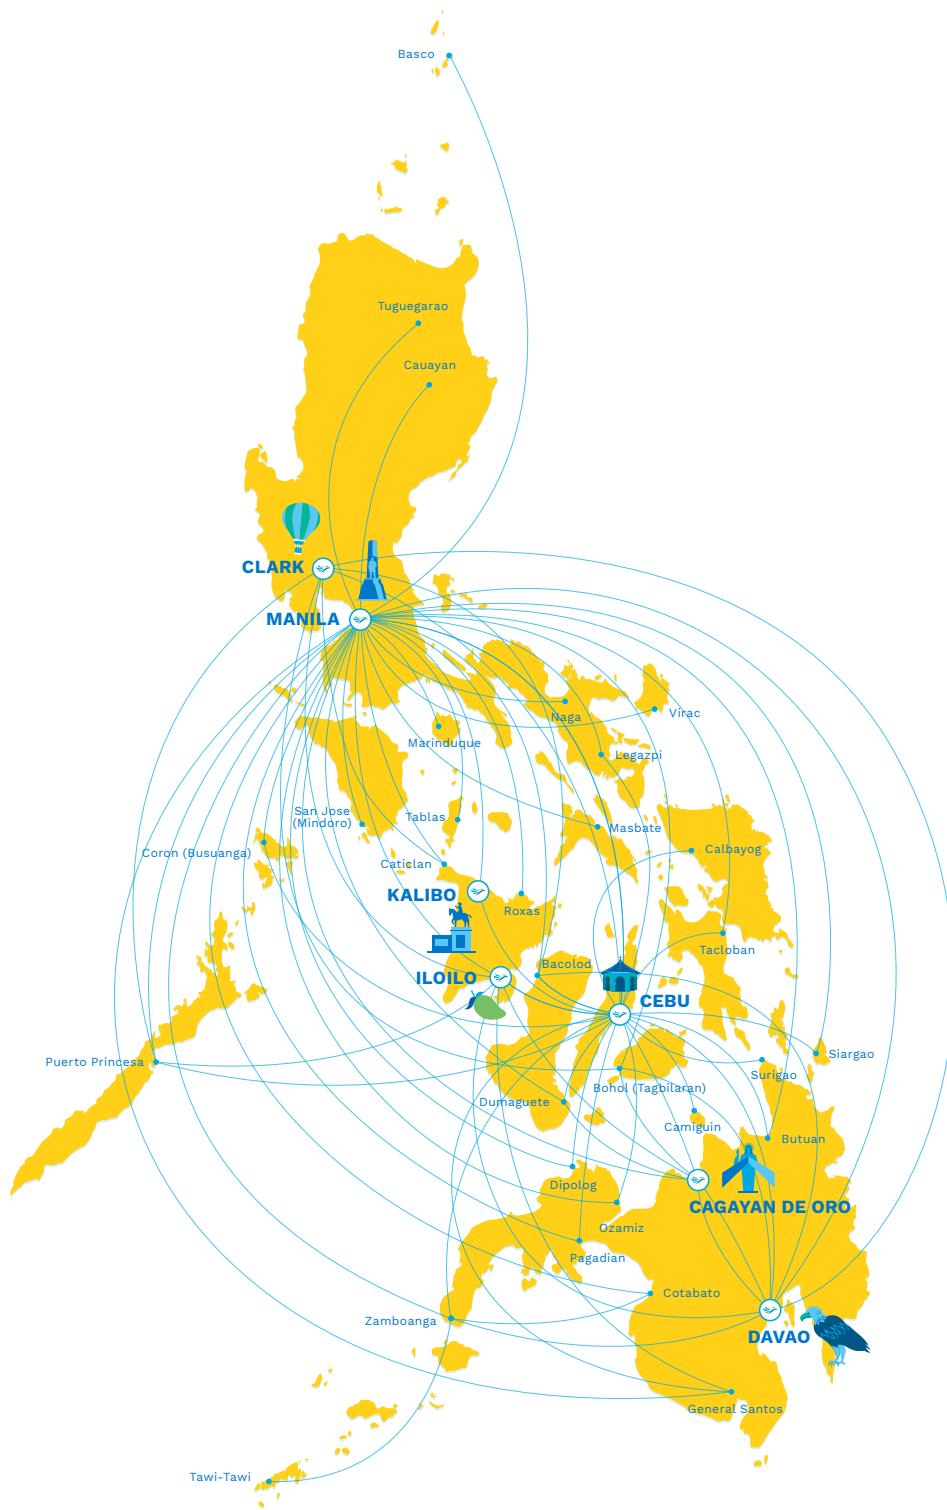 Basco
Tuguegarao
Cauayan
CLARK
MANILA
Naga
Virac
Marinduque
Legazpi
San Jose
(Mindoro)
Tablas
Masbate
Coron (Busuanga)
Calbayog
Caticlan
KALIBO
Roxas
Tacloban
Bacolod
ILOILO
CEBU
Siargao
Puerto Princesa
Surigao
Bohol (Tagbilaran)
Dumaguete
Camiguin
Butuan
Dipolog
CAGAYAN DE ORO
Ozamiz
Pagadian
Cotabato
Zamboanga
DAVAO
General Santos
Tawi-Tawi